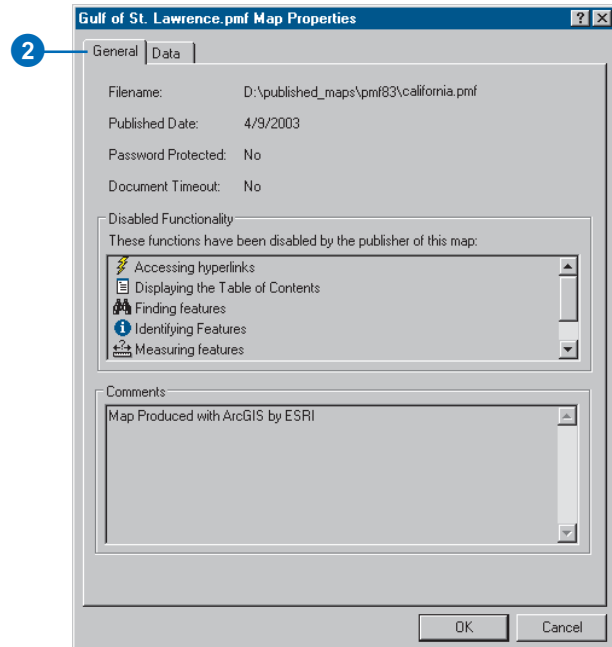 Gulf of St. Lawrence.pmf Map Properties
2
General Data
Filename: D:\published_maps\pmf83\california.pmf
Published Date: 4/9/2003
Password Protected: No
Document Timeout: No
Disabled Functionality
These functions have been disabled by the publisher of this map:
Accessing hyperlinks
Displaying the Table of Contents
Finding features
Identifying Features
Measuring features
Comments
Map Produced with ArcGIS by ESRI
OK Cancel